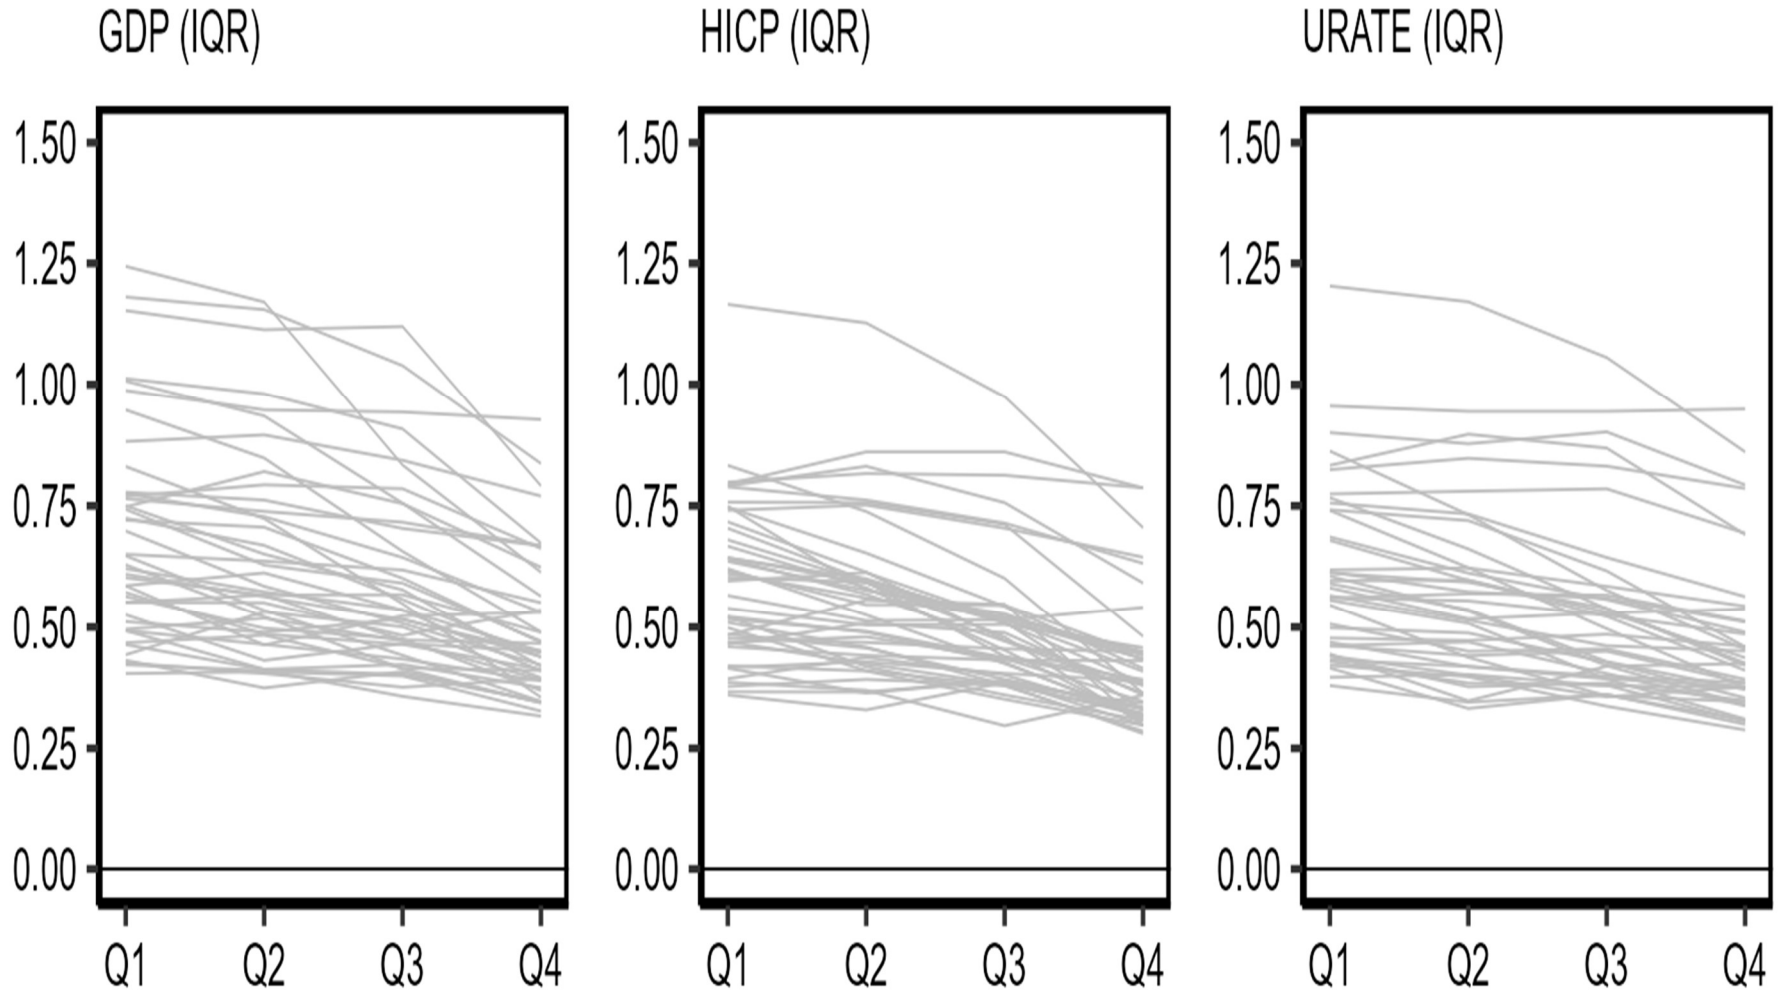 GDP (IQR) HICP (IQR) URATE (IQR)
1.50 1.50 1.50
1.25 1.25 1.25
1.00 1.00 1.00
0.75 0.75 0.75
0.50 0.50 0.50
0.25 0.25 0.25
0.00 0.00 0.00
Q1 Q2 Q3 Q4 Q1 Q2 Q3 Q4 Q1 Q2 Q3 Q4